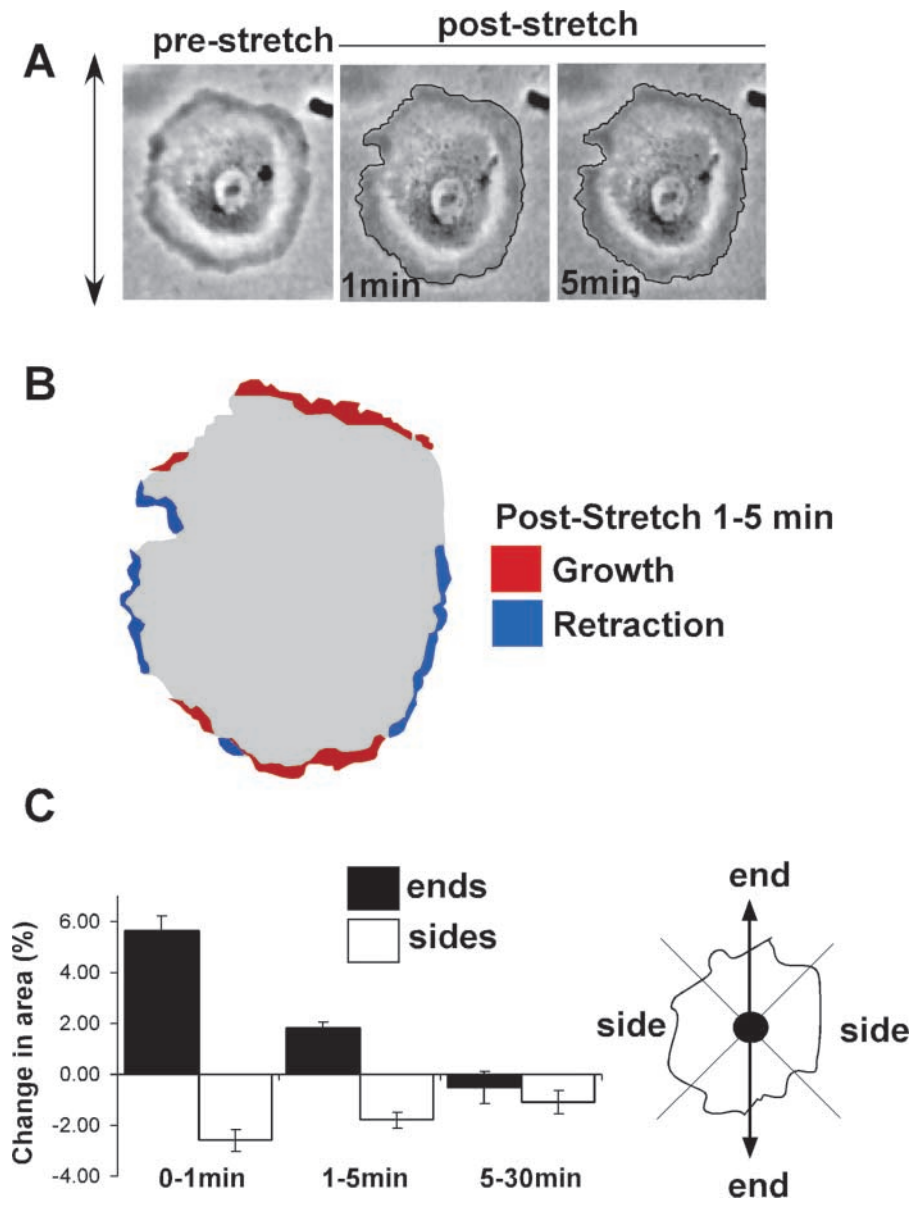 A
pre-stretch
post-stretch
1min
5min
B
Post-Stretch 1-5 min
Growth
Retraction
C
ends
sides
Change in area (%)
6.00
4.00
2.00
0.00
-2.00
-4.00
0-1min
1-5min
5-30min
end
side
side
end